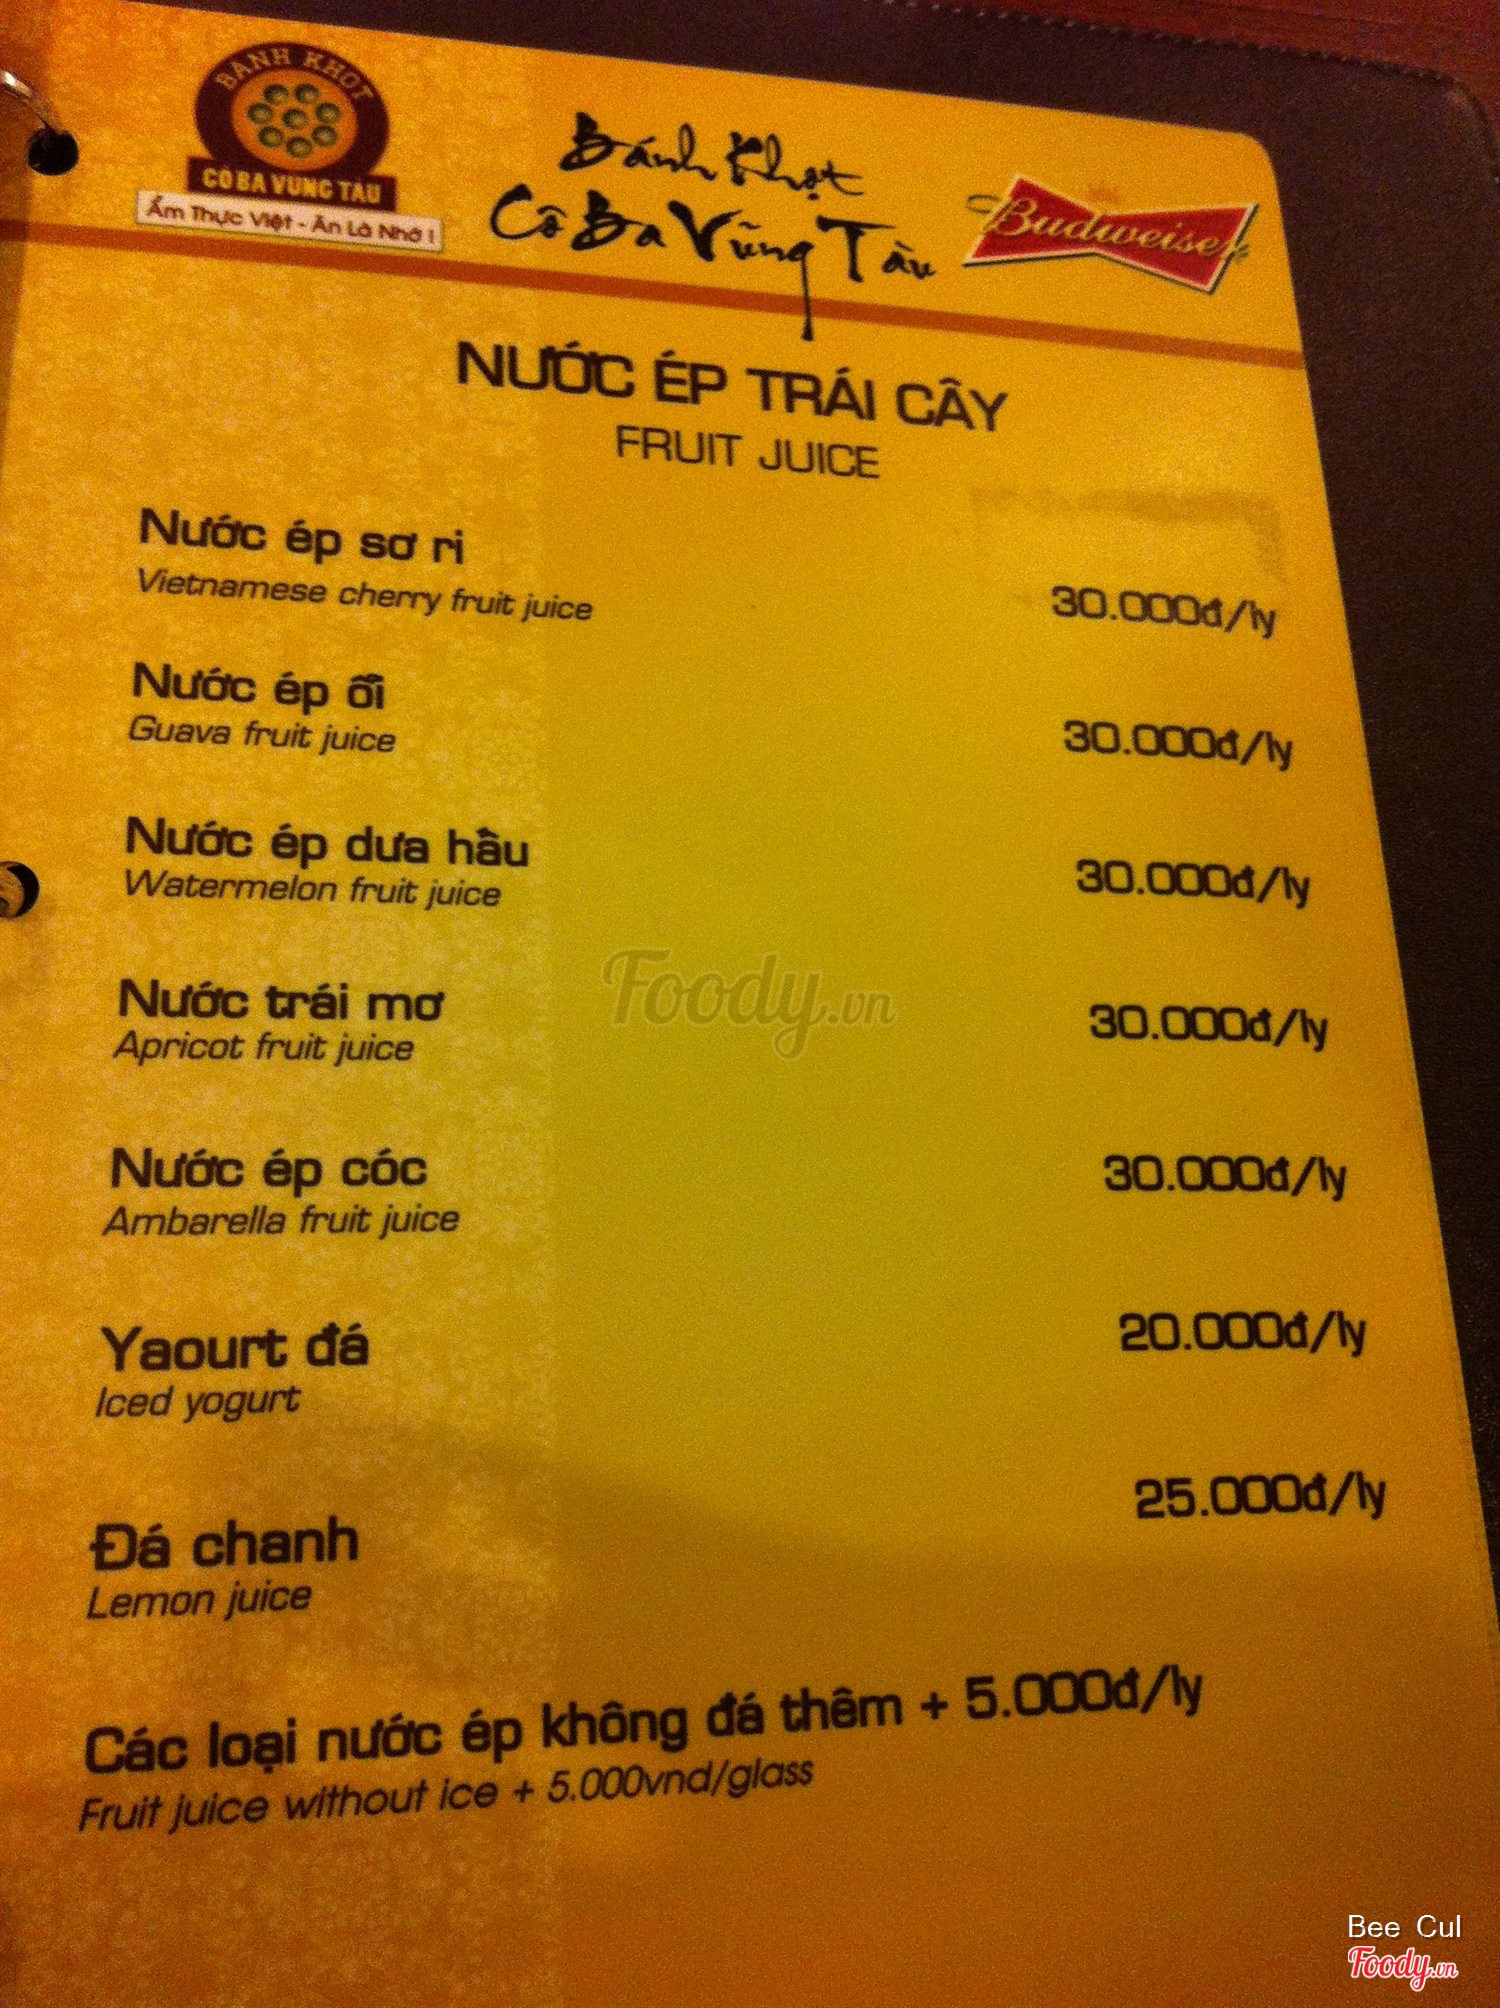 BÁNH KHỌT
CÔ BA VŨNG TÀU
Ẩm Thực Việt - Ăn Là Nhớ !
Bánh Khọt
Cô Ba Vũng Tàu
Budweiser
NƯỚC ÉP TRÁI CÂY
FRUIT JUICE
Nước ép sơ ri
Vietnamese cherry fruit juice
30.000đ/ly
Nước ép ổi
Guava fruit juice
30.000đ/ly
Nước ép dưa hầu
Watermelon fruit juice
30.000đ/ly
Nước trái mơ
Apricot fruit juice
30.000đ/ly
Nước ép cóc
Ambarella fruit juice
30.000đ/ly
Yaourt đá
Iced yogurt
20.000đ/ly
Đá chanh
Lemon juice
25.000đ/ly
Các loại nước ép không đá thêm + 5.000đ/ly
Fruit juice without ice + 5.000vnd/glass
Foody.vn
Bee Cul
Foody.vn